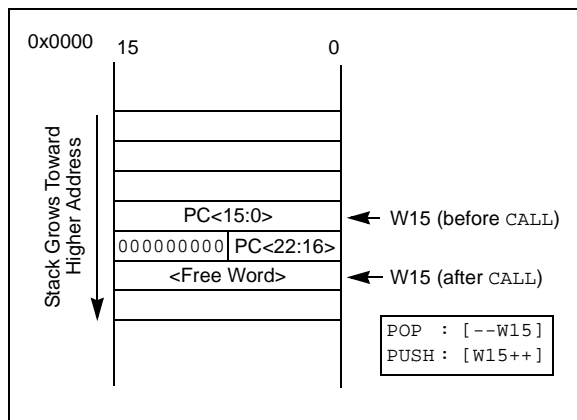 0x0000
15 0
Stack Grows Toward
Higher Address
PC<15:0>
W15 (before CALL)
000000000 PC<22:16>
<Free Word>
W15 (after CALL)
POP : [--W15]
PUSH : [W15++]